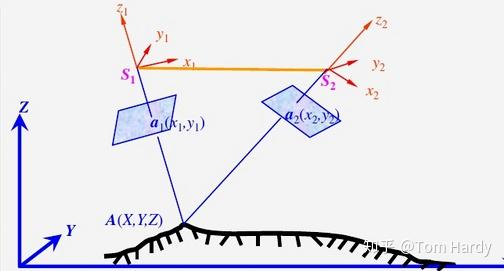 z1
y1
x1
S1
z2
y2
S2
x2
a1(x1,y1)
a2(x2,y2)
Z
Y
A(X,Y,Z)
知乎 @Tom Hardy